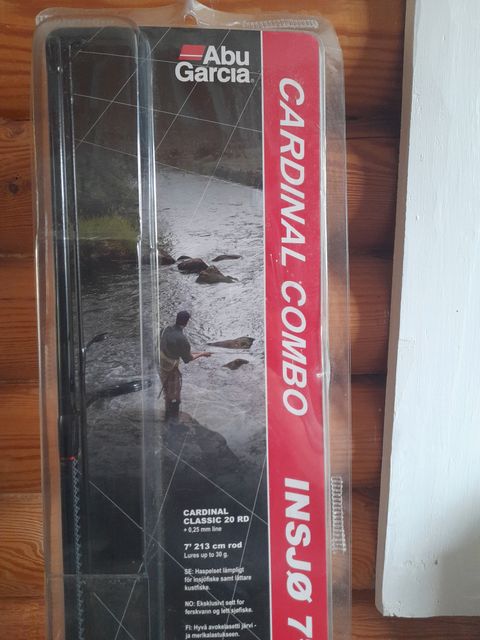 Abu
Garcia
CARDINAL COMBO
INSJØ 7
CARDINAL
CLASSIC 20 RD
+ 0,25 mm line
7' 213 cm rod
Lures up to 30 g.
SE: Haspelset lämpligt
för insjöfiske samt lättare
kustfiske.
NO: Eksklusivt sett for
ferskvann og lett sjøfiske.
FI: Hyvä avokelasetti järvi-
ja merikalastukseen.